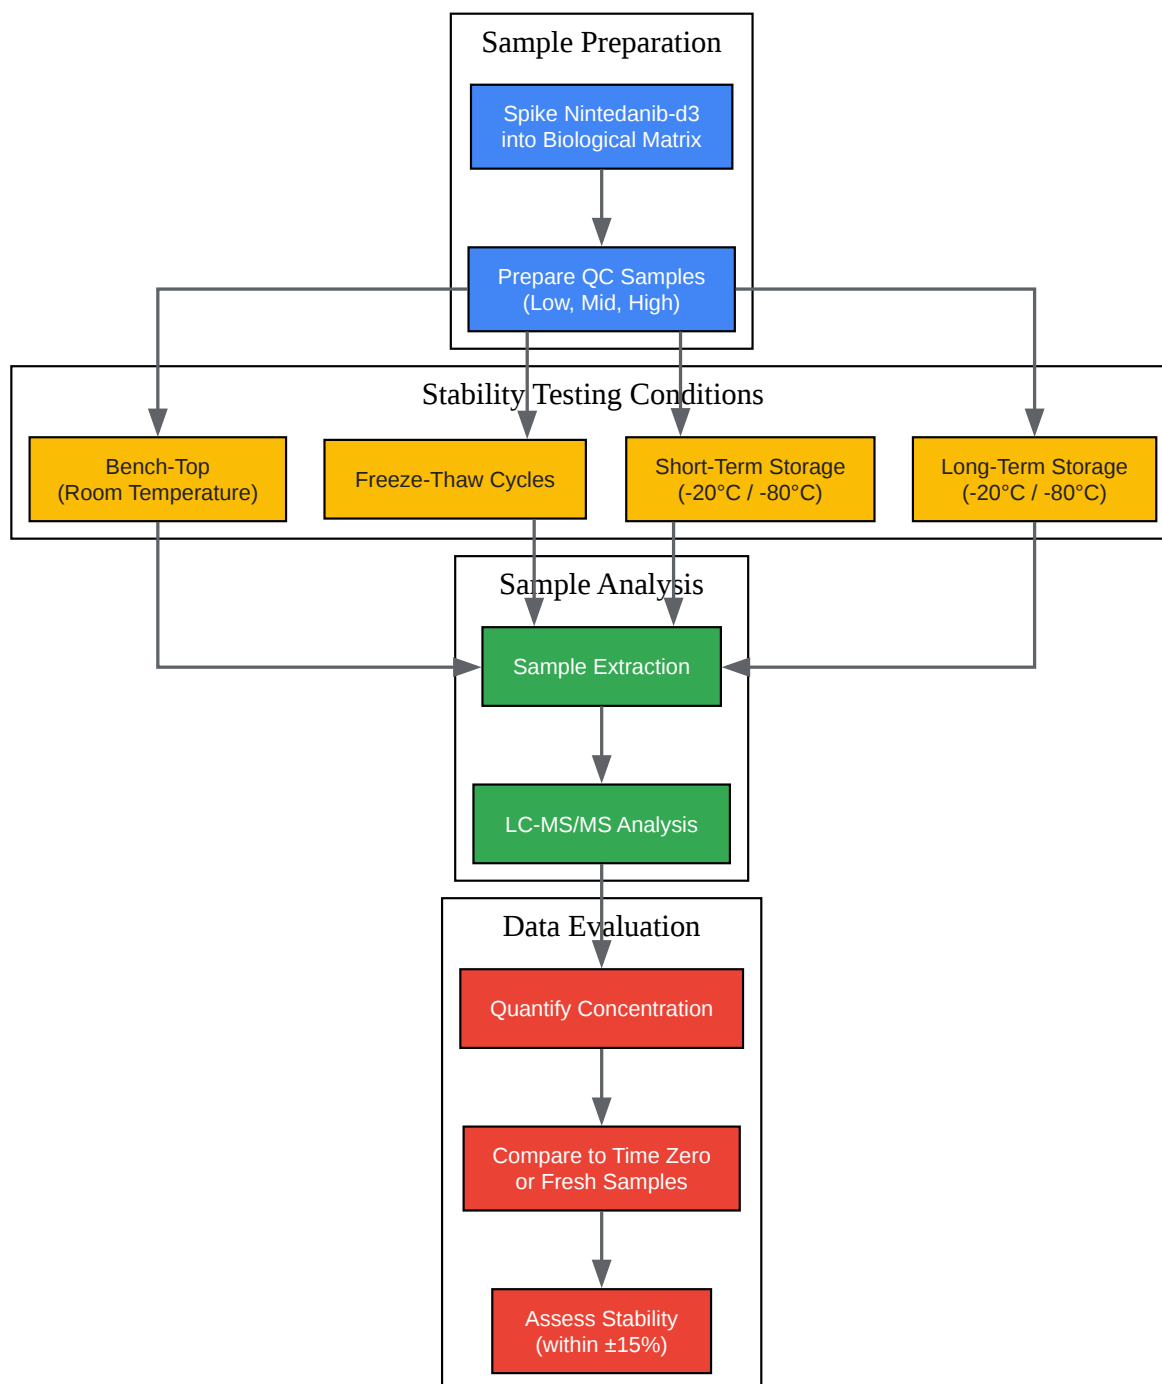 Sample Preparation
Spike Nintedanib-d3
into Biological Matrix
Prepare QC Samples
(Low, Mid, High)
Stability Testing Conditions
Bench-Top
(Room Temperature)
Freeze-Thaw Cycles
Short-Term Storage
(-20°C / -80°C)
Long-Term Storage
(-20°C / -80°C)
Sample Analysis
Sample Extraction
LC-MS/MS Analysis
Data Evaluation
Quantify Concentration
Compare to Time Zero
or Fresh Samples
Assess Stability
(within ±15%)